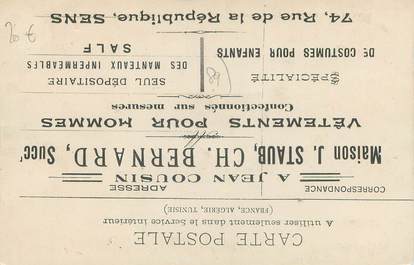 CARTE POSTALE
A utiliser seulement dans le Service intérieur
(FRANCE, ALGÉRIE, TUNISIE)
CORRESPONDANCE
ADRESSE
A JEAN COUSIN
Maison J. STAUB, CH. BERNARD, Succʳ
VÊTEMENTS POUR HOMMES
Confectionnés sur mesures
SPÉCIALITÉ
Dᵉ COSTUMES POUR ENFANTS
SEUL DÉPOSITAIRE
DES MANTEAUX IMPERMÉABLES
SALF
74, Rue de la République, SENS
(89)
20 €